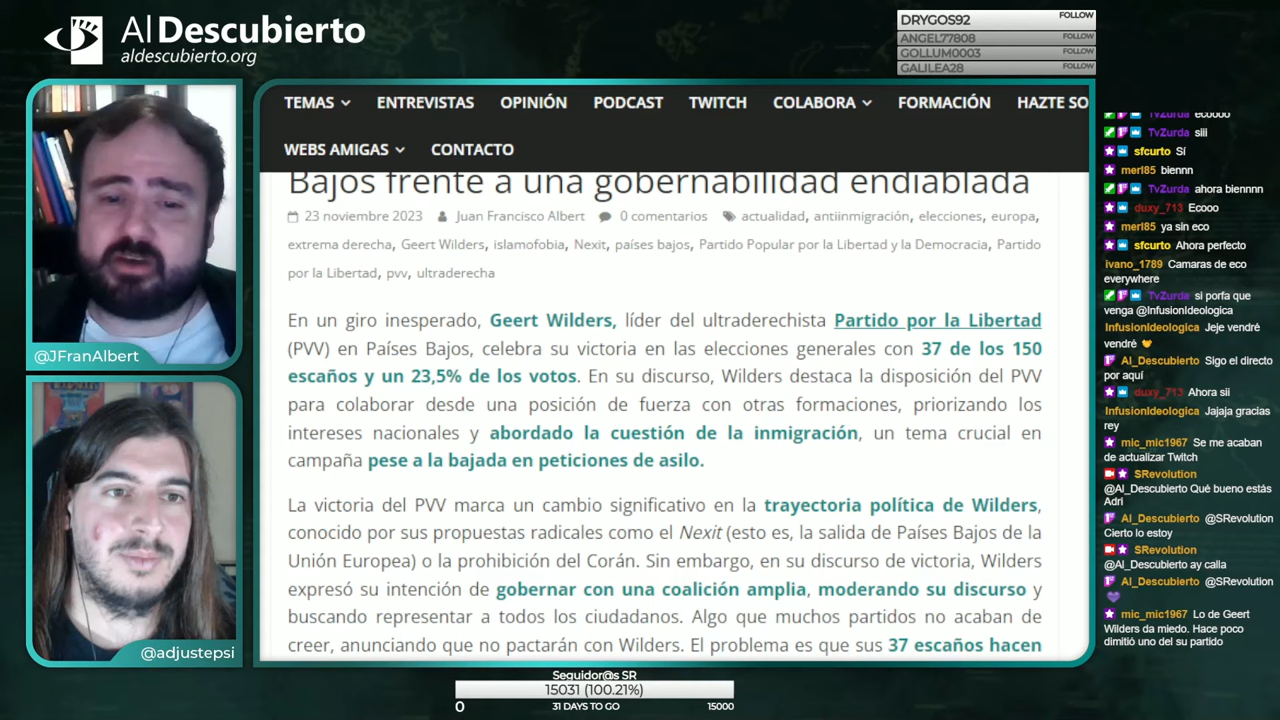 Al Descubierto
aldescubierto.org
DRYGOS92 FOLLOW
ANGEL77808 FOLLOW
GOLLUM0003 FOLLOW
GALILEA28 FOLLOW
@JFranAlbert
@adjustepsi
TEMAS ENTREVISTAS OPINIÓN PODCAST TWITCH COLABORA FORMACIÓN HAZTE SO
WEBS AMIGAS CONTACTO
Bajos frente a una gobernabilidad endiablada
23 noviembre 2023 Juan Francisco Albert 0 comentarios actualidad, antiinmigración, elecciones, europa,
extrema derecha, Geert Wilders, islamofobia, Nexit, países bajos, Partido Popular por la Libertad y la Democracia, Partido
por la Libertad, pvv, ultraderecha
En un giro inesperado, Geert Wilders, líder del ultraderechista Partido por la Libertad
(PVV) en Países Bajos, celebra su victoria en las elecciones generales con 37 de los 150
escaños y un 23,5% de los votos. En su discurso, Wilders destaca la disposición del PVV
para colaborar desde una posición de fuerza con otras formaciones, priorizando los
intereses nacionales y abordado la cuestión de la inmigración, un tema crucial en
campaña pese a la bajada en peticiones de asilo.
La victoria del PVV marca un cambio significativo en la trayectoria política de Wilders,
conocido por sus propuestas radicales como el Nexit (esto es, la salida de Países Bajos de la
Unión Europea) o la prohibición del Corán. Sin embargo, en su discurso de victoria, Wilders
expresó su intención de gobernar con una coalición amplia, moderando su discurso y
buscando representar a todos los ciudadanos. Algo que muchos partidos no acaban de
creer, anunciando que no pactarán con Wilders. El problema es que sus 37 escaños hacen
TvZurda ecoooo
TvZurda siii
sfcurto Sí
merl85 biennn
TvZurda ahora biennnn
duxy_713 Ecooo
merl85 ya sin eco
sfcurto Ahora perfecto
ivano_1789 Camaras de eco
everywhere
TvZurda si porfa que
venga @InfusionIdeologica
InfusionIdeologica Jeje vendré
vendré
Al_Descubierto Sigo el directo
por aquí
duxy_713 Ahora sii
InfusionIdeologica Jajaja gracias
rey
mic_mic1967 Se me acaban
de actualizar Twitch
SRevolution
@Al_Descubierto Qué bueno estás
Adri
Al_Descubierto @SRevolution
Cierto lo estoy
SRevolution
@Al_Descubierto ay calla
Al_Descubierto @SRevolution
mic_mic1967 Lo de Geert
Wilders da miedo. Hace poco
dimitió uno del su partido
Seguidor@s SR
15031 (100.21%)
0 31 DAYS TO GO 15000